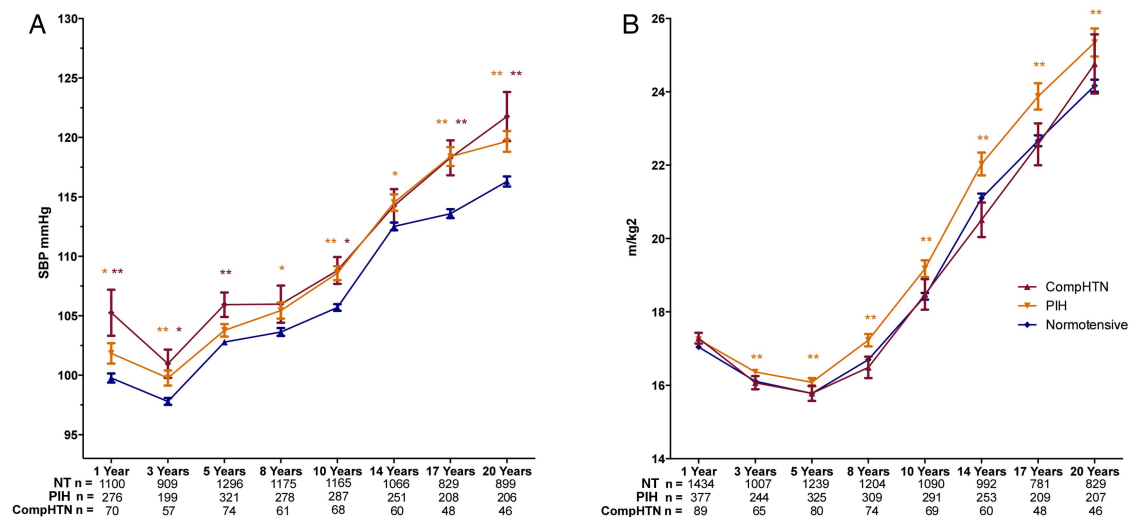 A
SBP mmHg
130
125
120
115
110
105
100
95
* **
** *
**
*
** *
*
** **
** **
1 Year 3 Years 5 Years 8 Years 10 Years 14 Years 17 Years 20 Years
NT n = 1100 909 1296 1175 1165 1066 829 899
PIH n = 276 199 321 278 287 251 208 206
CompHTN n = 70 57 74 61 68 60 48 46
B
m/kg2
26
24
22
20
18
16
14
**
**
**
**
**
**
**
CompHTN
PIH
Normotensive
1 Year 3 Years 5 Years 8 Years 10 Years 14 Years 17 Years 20 Years
NT n = 1434 1007 1239 1204 1090 992 781 829
PIH n = 377 244 325 309 291 253 209 207
CompHTN n = 89 65 80 74 69 60 48 46